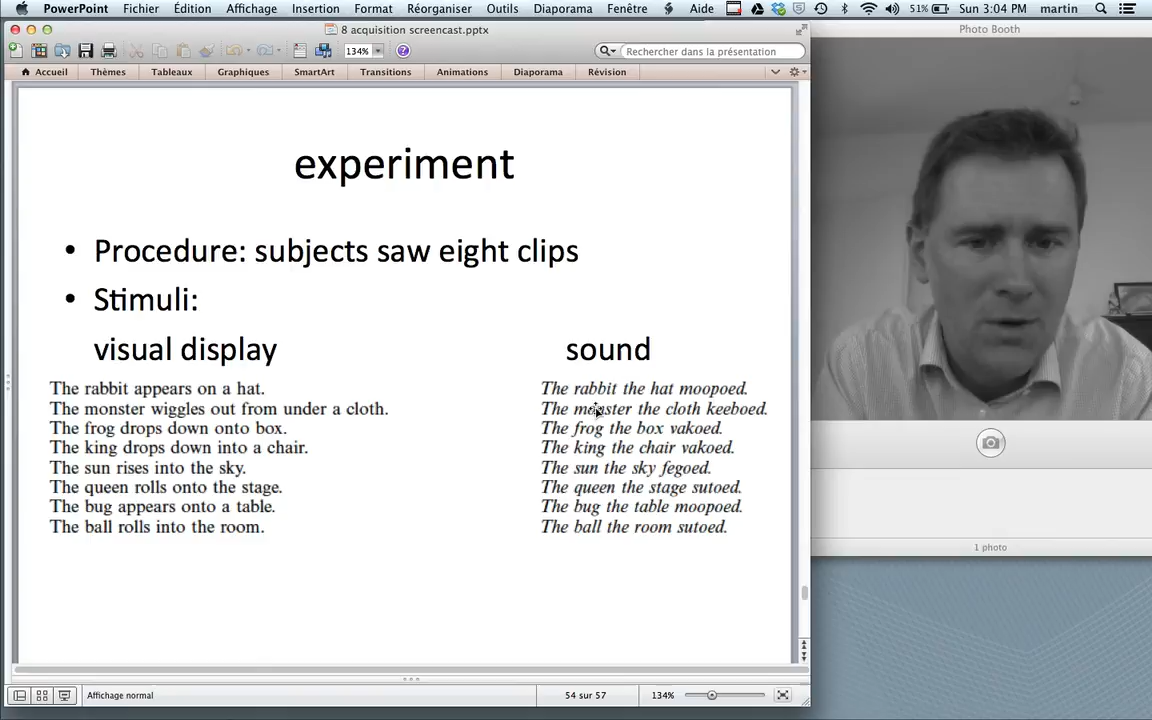 PowerPoint Fichier Édition Affichage Insertion Format Réorganiser Outils Diaporama Fenêtre Aide 51% Sun 3:04 PM martin
8 acquisition screencast.pptx
Photo Booth
134%
Rechercher dans la présentation
Accueil Thèmes Tableaux Graphiques SmartArt Transitions Animations Diaporama Révision
experiment
• Procedure: subjects saw eight clips
• Stimuli:
visual display sound
The rabbit appears on a hat. The rabbit the hat moopoed.
The monster wiggles out from under a cloth. The monster the cloth keeboed.
The frog drops down onto box. The frog the box vakoed.
The king drops down into a chair. The king the chair vakoed.
The sun rises into the sky. The sun the sky fegoed.
The queen rolls onto the stage. The queen the stage sutoed.
The bug appears onto a table. The bug the table moopoed.
The ball rolls into the room. The ball the room sutoed.
1 photo
Affichage normal 54 sur 57 134%